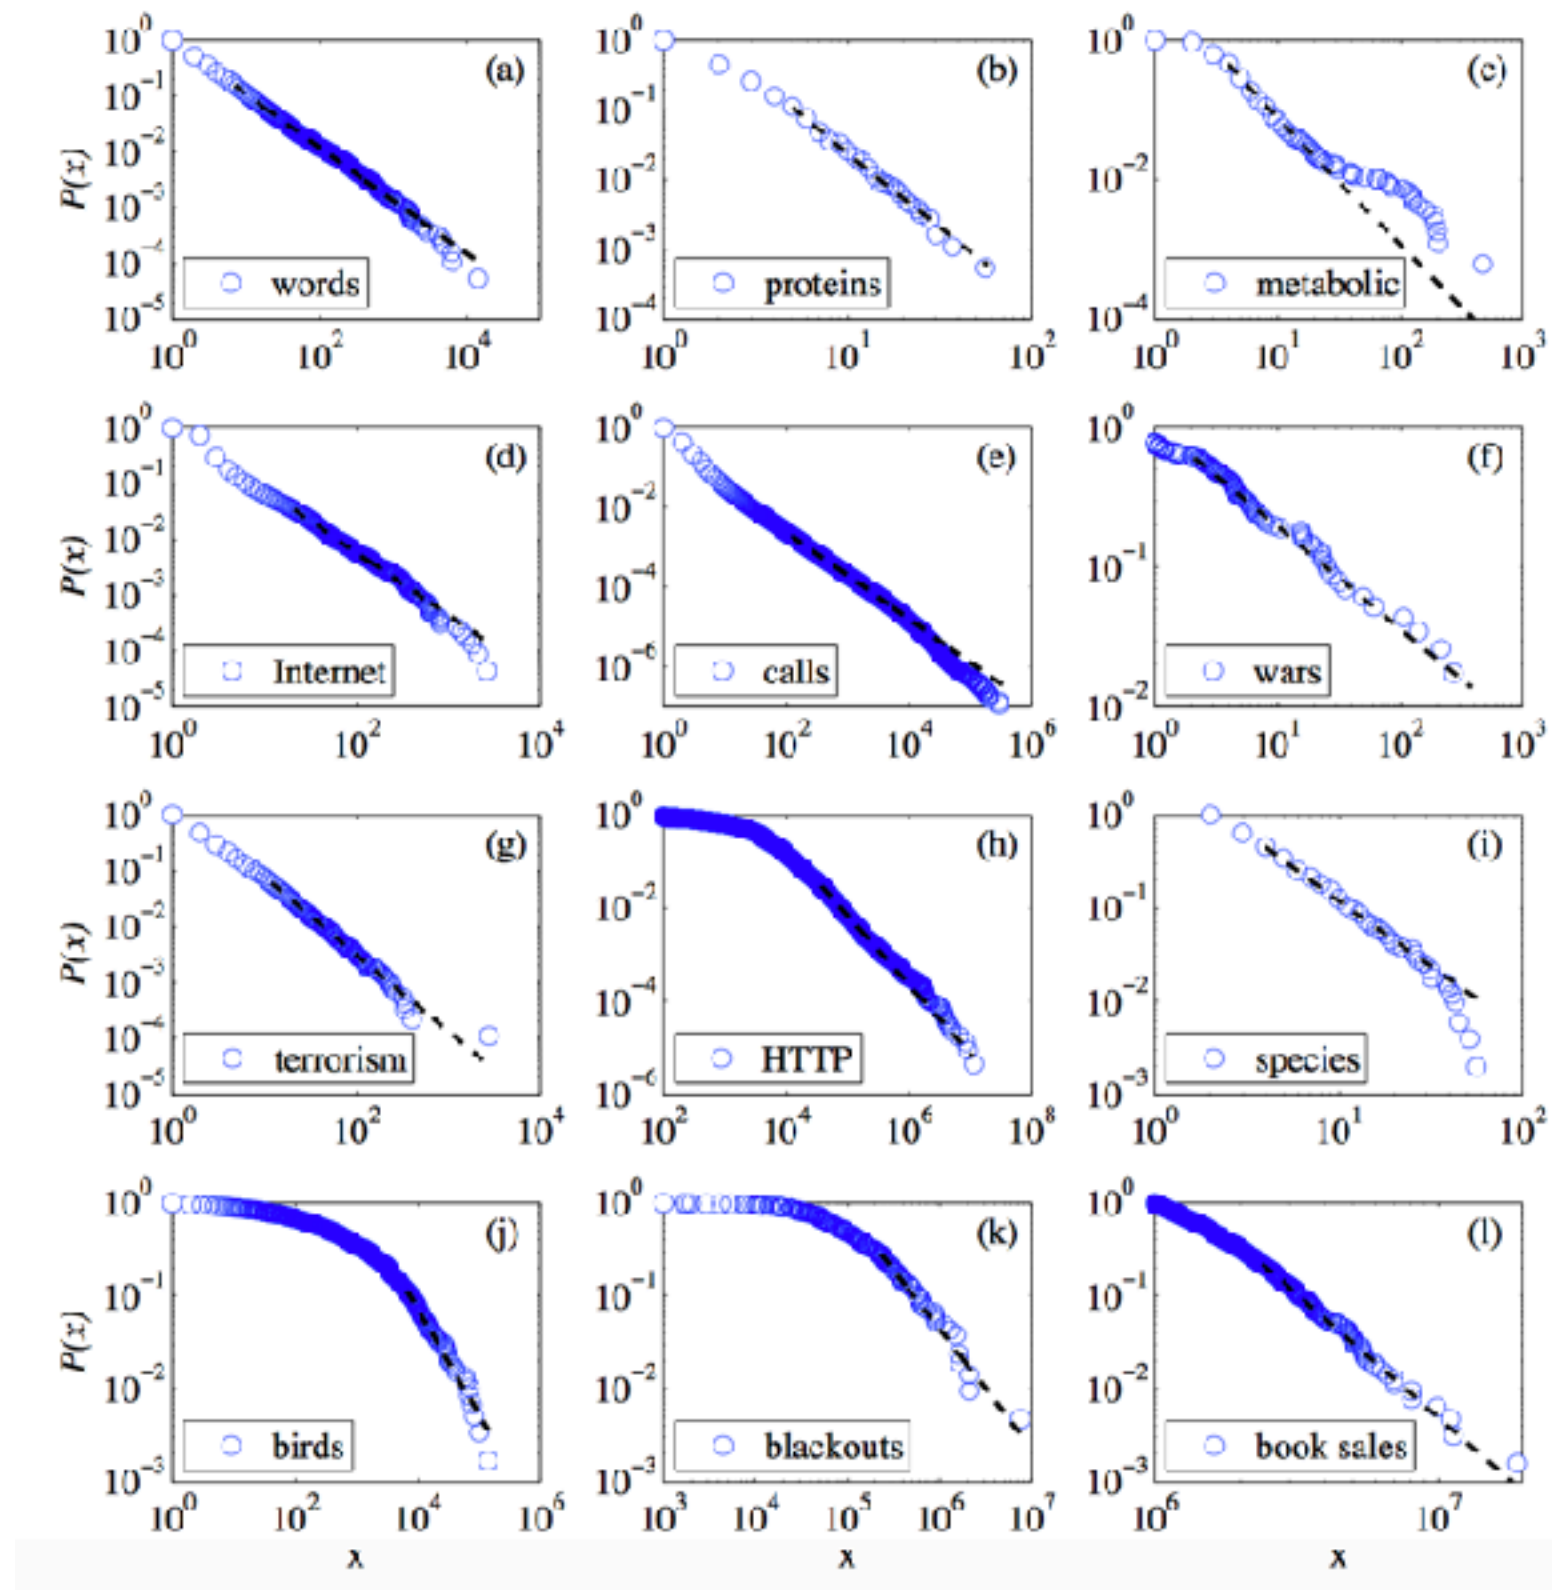 10^0 10^0 10^0
(a) (b) (c)
10^−1 10^−1
10^−2 10^−2 10^−2
P(x)
10^−3 10^−3
10^−4
words proteins metabolic
10^−5 10^−4 10^−4
10^0 10^2 10^4 10^0 10^1 10^2 10^0 10^1 10^2 10^3
10^0 10^0 10^0
(d) (e) (f)
10^−1
10^−2 10^−2
P(x) 10^−1
10^−3 10^−4
10^−4 10^−6
Internet calls wars
10^−5 10^−2
10^0 10^2 10^4 10^0 10^2 10^4 10^6 10^0 10^1 10^2 10^3
10^0 10^0 10^0
(g) (h) (i)
10^−1 10^−2 10^−1
10^−2
P(x)
10^−3 10^−4 10^−2
10^−4
terrorism HTTP species
10^−5 10^−6 10^−3
10^0 10^2 10^4 10^2 10^4 10^6 10^8 10^0 10^1 10^2
10^0 10^0 10^0
(j) (k) (l)
10^−1 10^−1 10^−1
P(x)
10^−2 10^−2 10^−2
birds blackouts book sales
10^−3 10^−3 10^−3
10^0 10^2 10^4 10^6 10^3 10^4 10^5 10^6 10^7 10^6 10^7
x x x